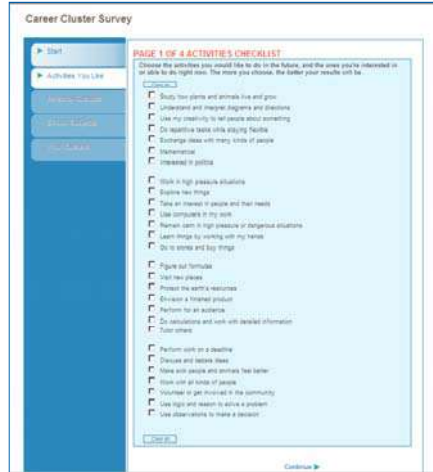 Career Cluster Survey
Start
Activities You Like
PAGE 1 OF 4 ACTIVITIES CHECKLIST
Choose the activities you would like to do in the future, and the ones you're interested in
or able to do right now. The more you choose, the better your results will be.
Study how plants and animals live and grow
Understand and interpret diagrams and directions
Use my creativity to tell people about something
Do repetitive tasks while staying flexible
Exchange ideas with many kinds of people
Mathematical
Interested in politics
Work in high pressure situations
Explore new things
Take an interest in people and their needs
Use computers in my work
Remain calm in high pressure or dangerous situations
Learn things by working with my hands
Go to stores and buy things
Figure out formulas
Visit new places
Protect the earth's resources
Envision a finished product
Perform for an audience
Do calculations and work with detailed information
Tutor others
Perform work on a deadline
Discuss and debate ideas
Make sick people and animals feel better
Work with all kinds of people
Volunteer or get involved in the community
Use logic and reason to solve a problem
Use observations to make a decision
Clear all
Continue